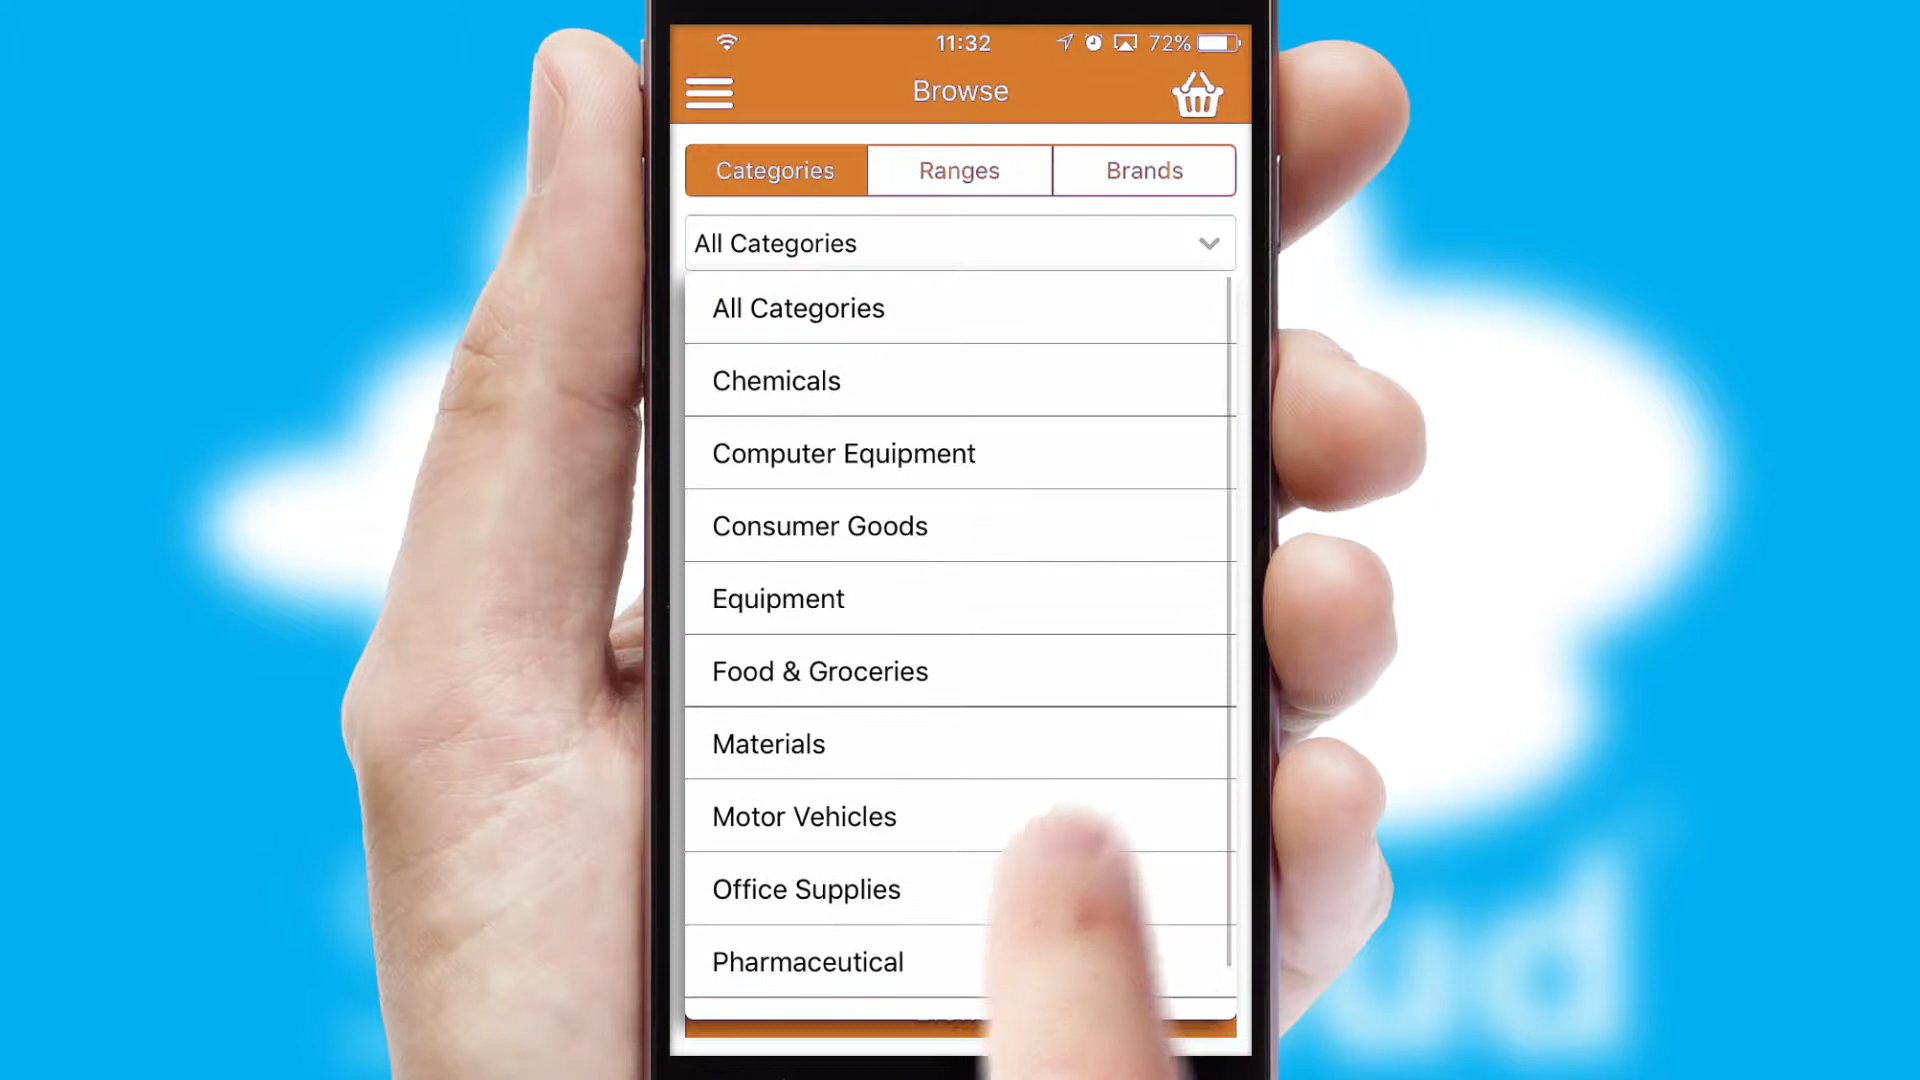 11:32
72%
Browse
Categories
Ranges
Brands
All Categories
All Categories
Chemicals
Computer Equipment
Consumer Goods
Equipment
Food & Groceries
Materials
Motor Vehicles
Office Supplies
Pharmaceutical
ud